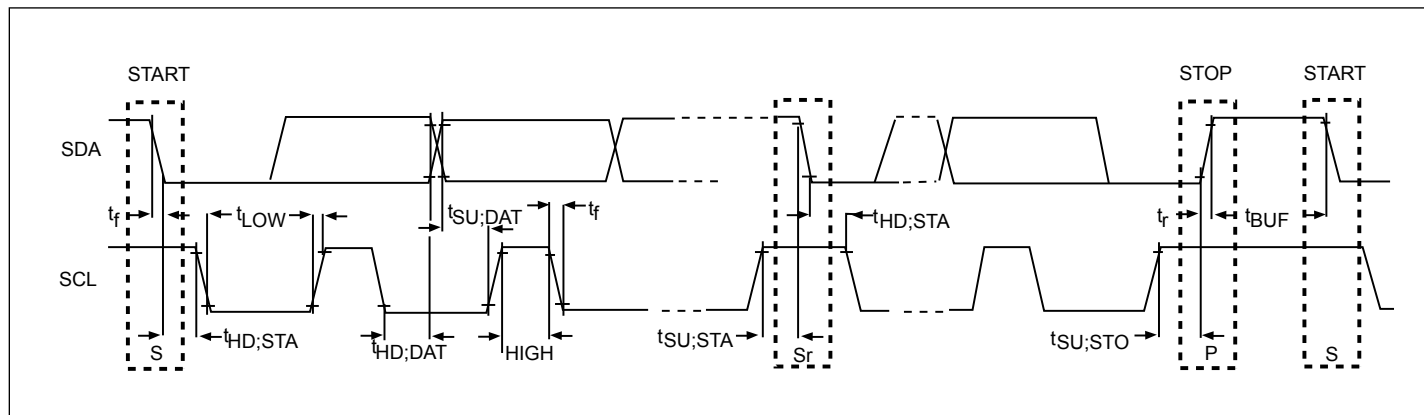 START STOP START
SDA
tf tLOW tSU;DAT tf tHD;STA tr tBUF
SCL
tHD;STA tHD;DAT HIGH tSU;STA tSU;STO
S Sr P S